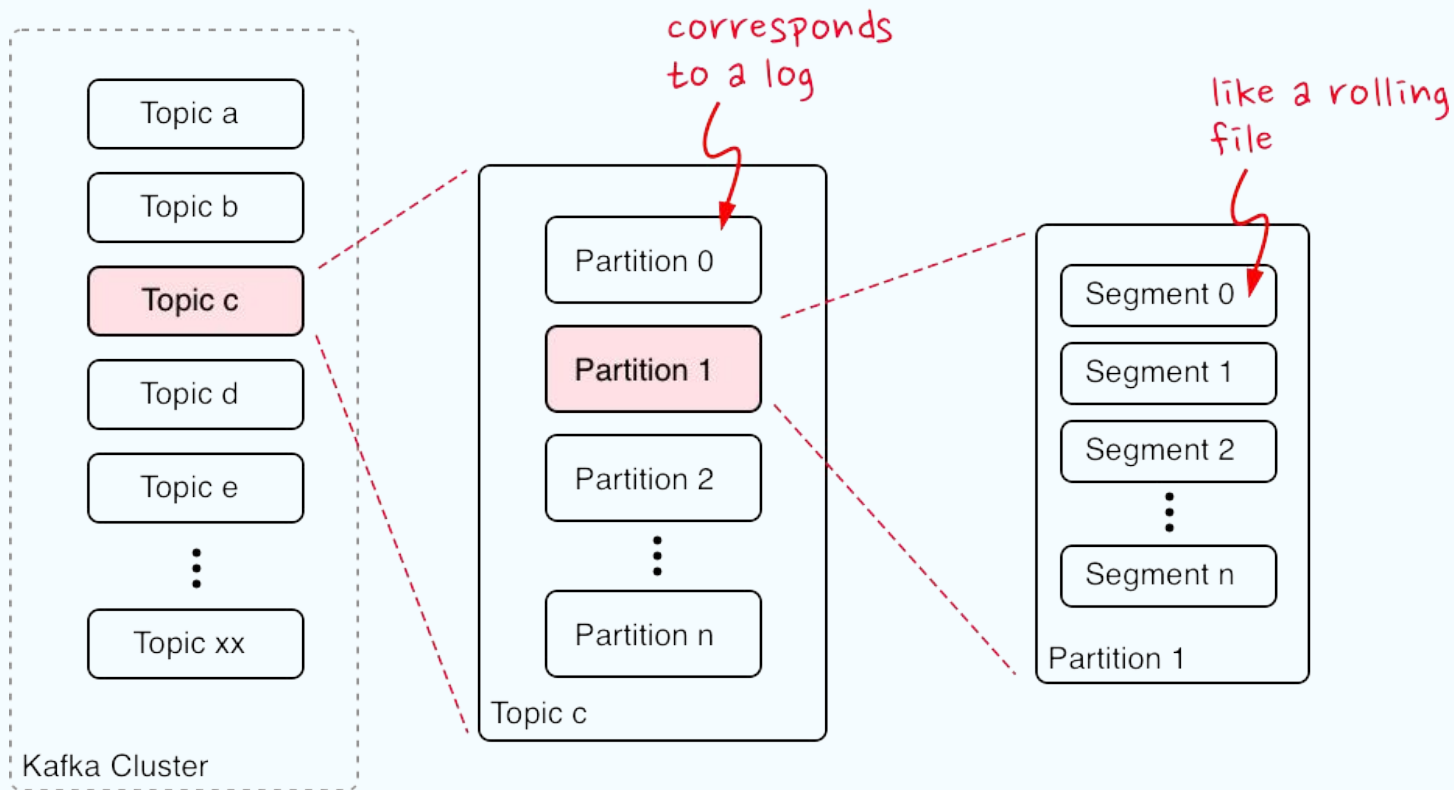 Topic a
Topic b
Topic c
Topic d
Topic e
Topic xx
Kafka Cluster
corresponds
to a log
Partition 0
Partition 1
Partition 2
Partition n
Topic c
like a rolling
file
Segment 0
Segment 1
Segment 2
Segment n
Partition 1